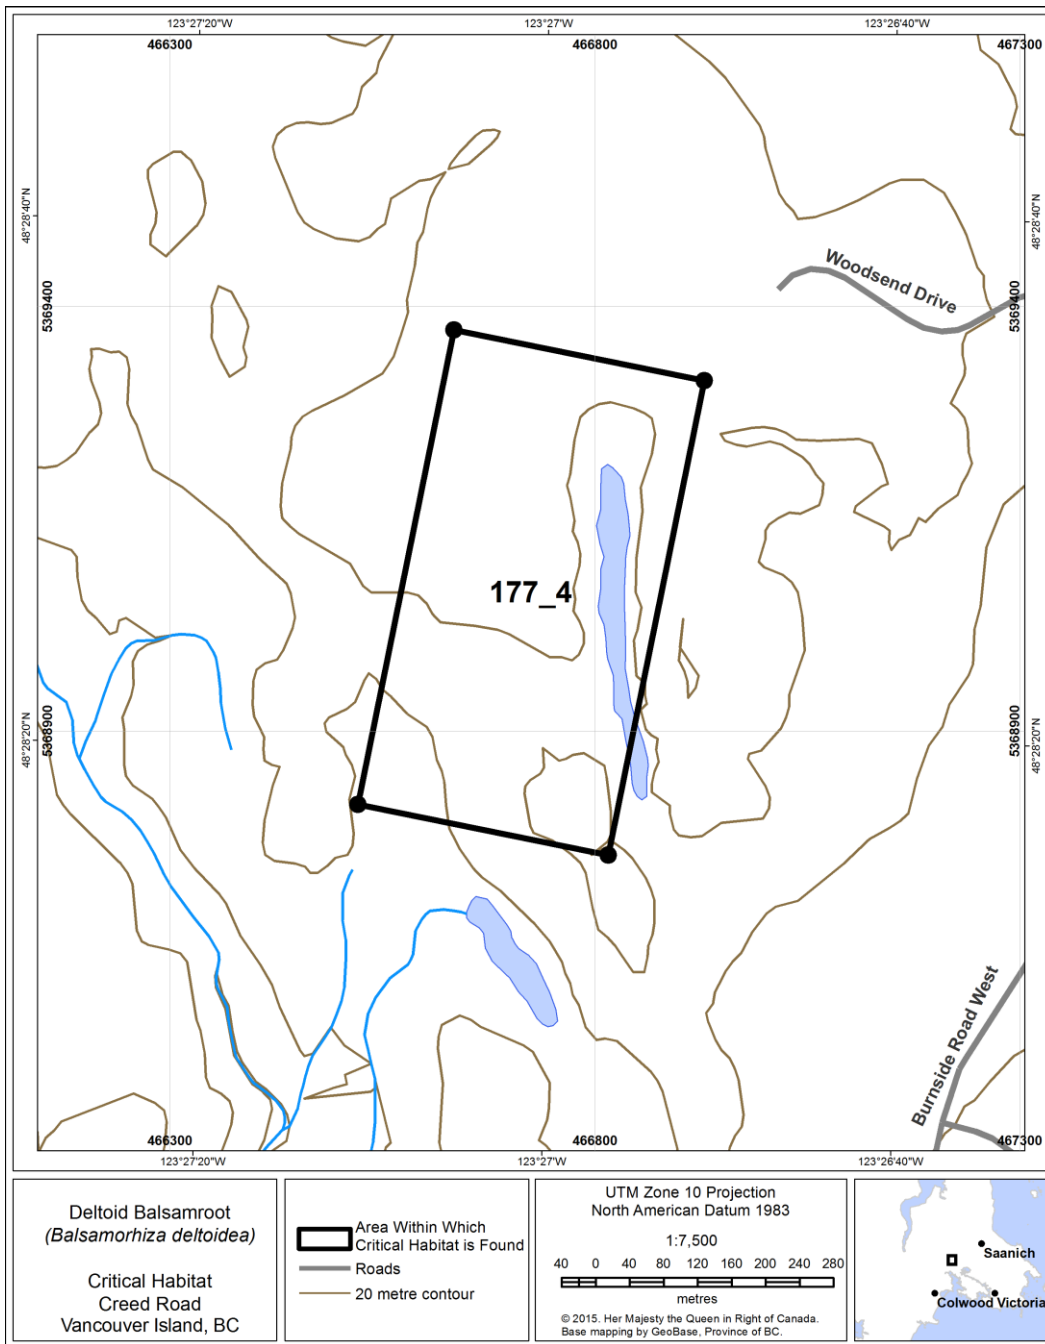 123°27'20"W 123°27'W 123°26'40"W
466300 466800 467300
48°28'40"N 48°28'40"N
Woodsend Drive
5369400 5369400
177_4
5368900 5368900
48°28'20"N 48°28'20"N
Burnside Road West
466300 466800 467300
123°27'20"W 123°27'W 123°26'40"W
Deltoid Balsamroot
(Balsamorhiza deltoidea)
Critical Habitat
Creed Road
Vancouver Island, BC
Area Within Which
Critical Habitat is Found
Roads
20 metre contour
UTM Zone 10 Projection
North American Datum 1983
1:7,500
40 0 40 80 120 160 200 240 280
metres
© 2015. Her Majesty the Queen in Right of Canada.
Base mapping by GeoBase, Province of BC.
Saanich
Colwood Victoria